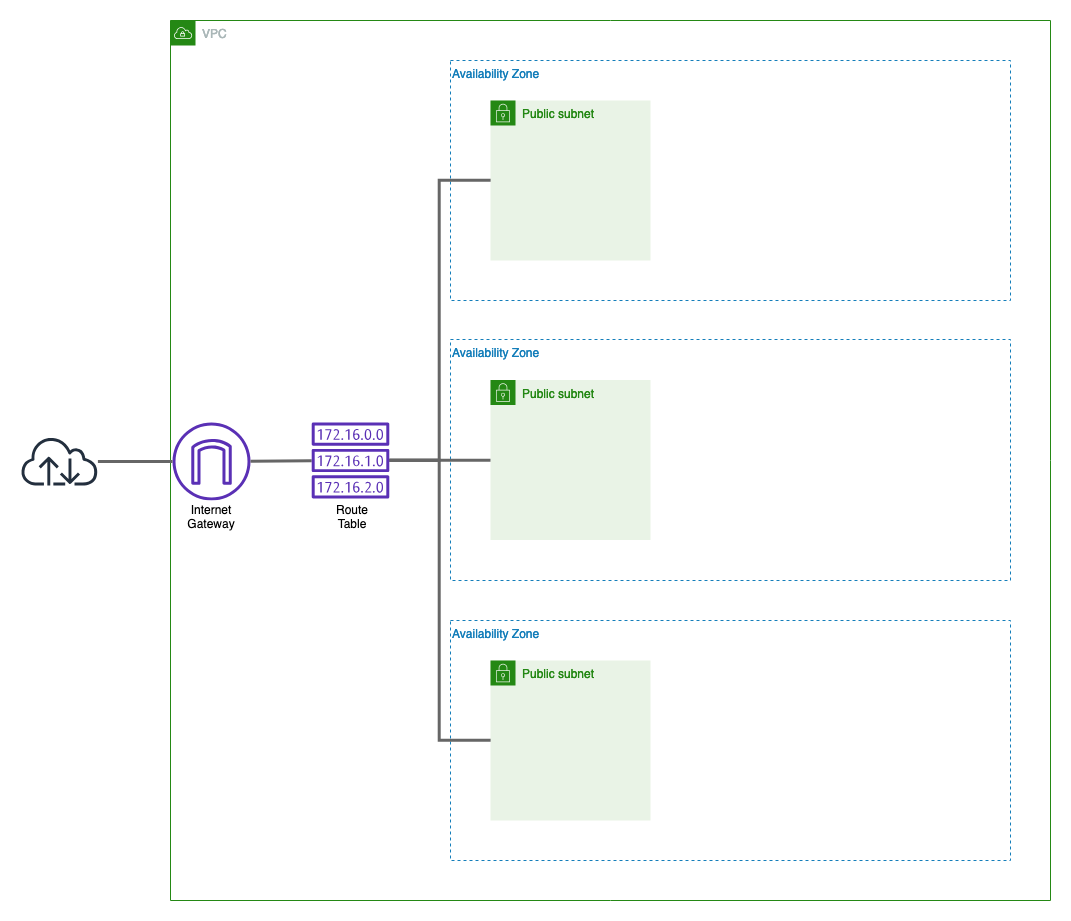 VPC
Availability Zone
Public subnet
Availability Zone
Public subnet
172.16.0.0
172.16.1.0
172.16.2.0
Internet
Gateway
Route
Table
Availability Zone
Public subnet